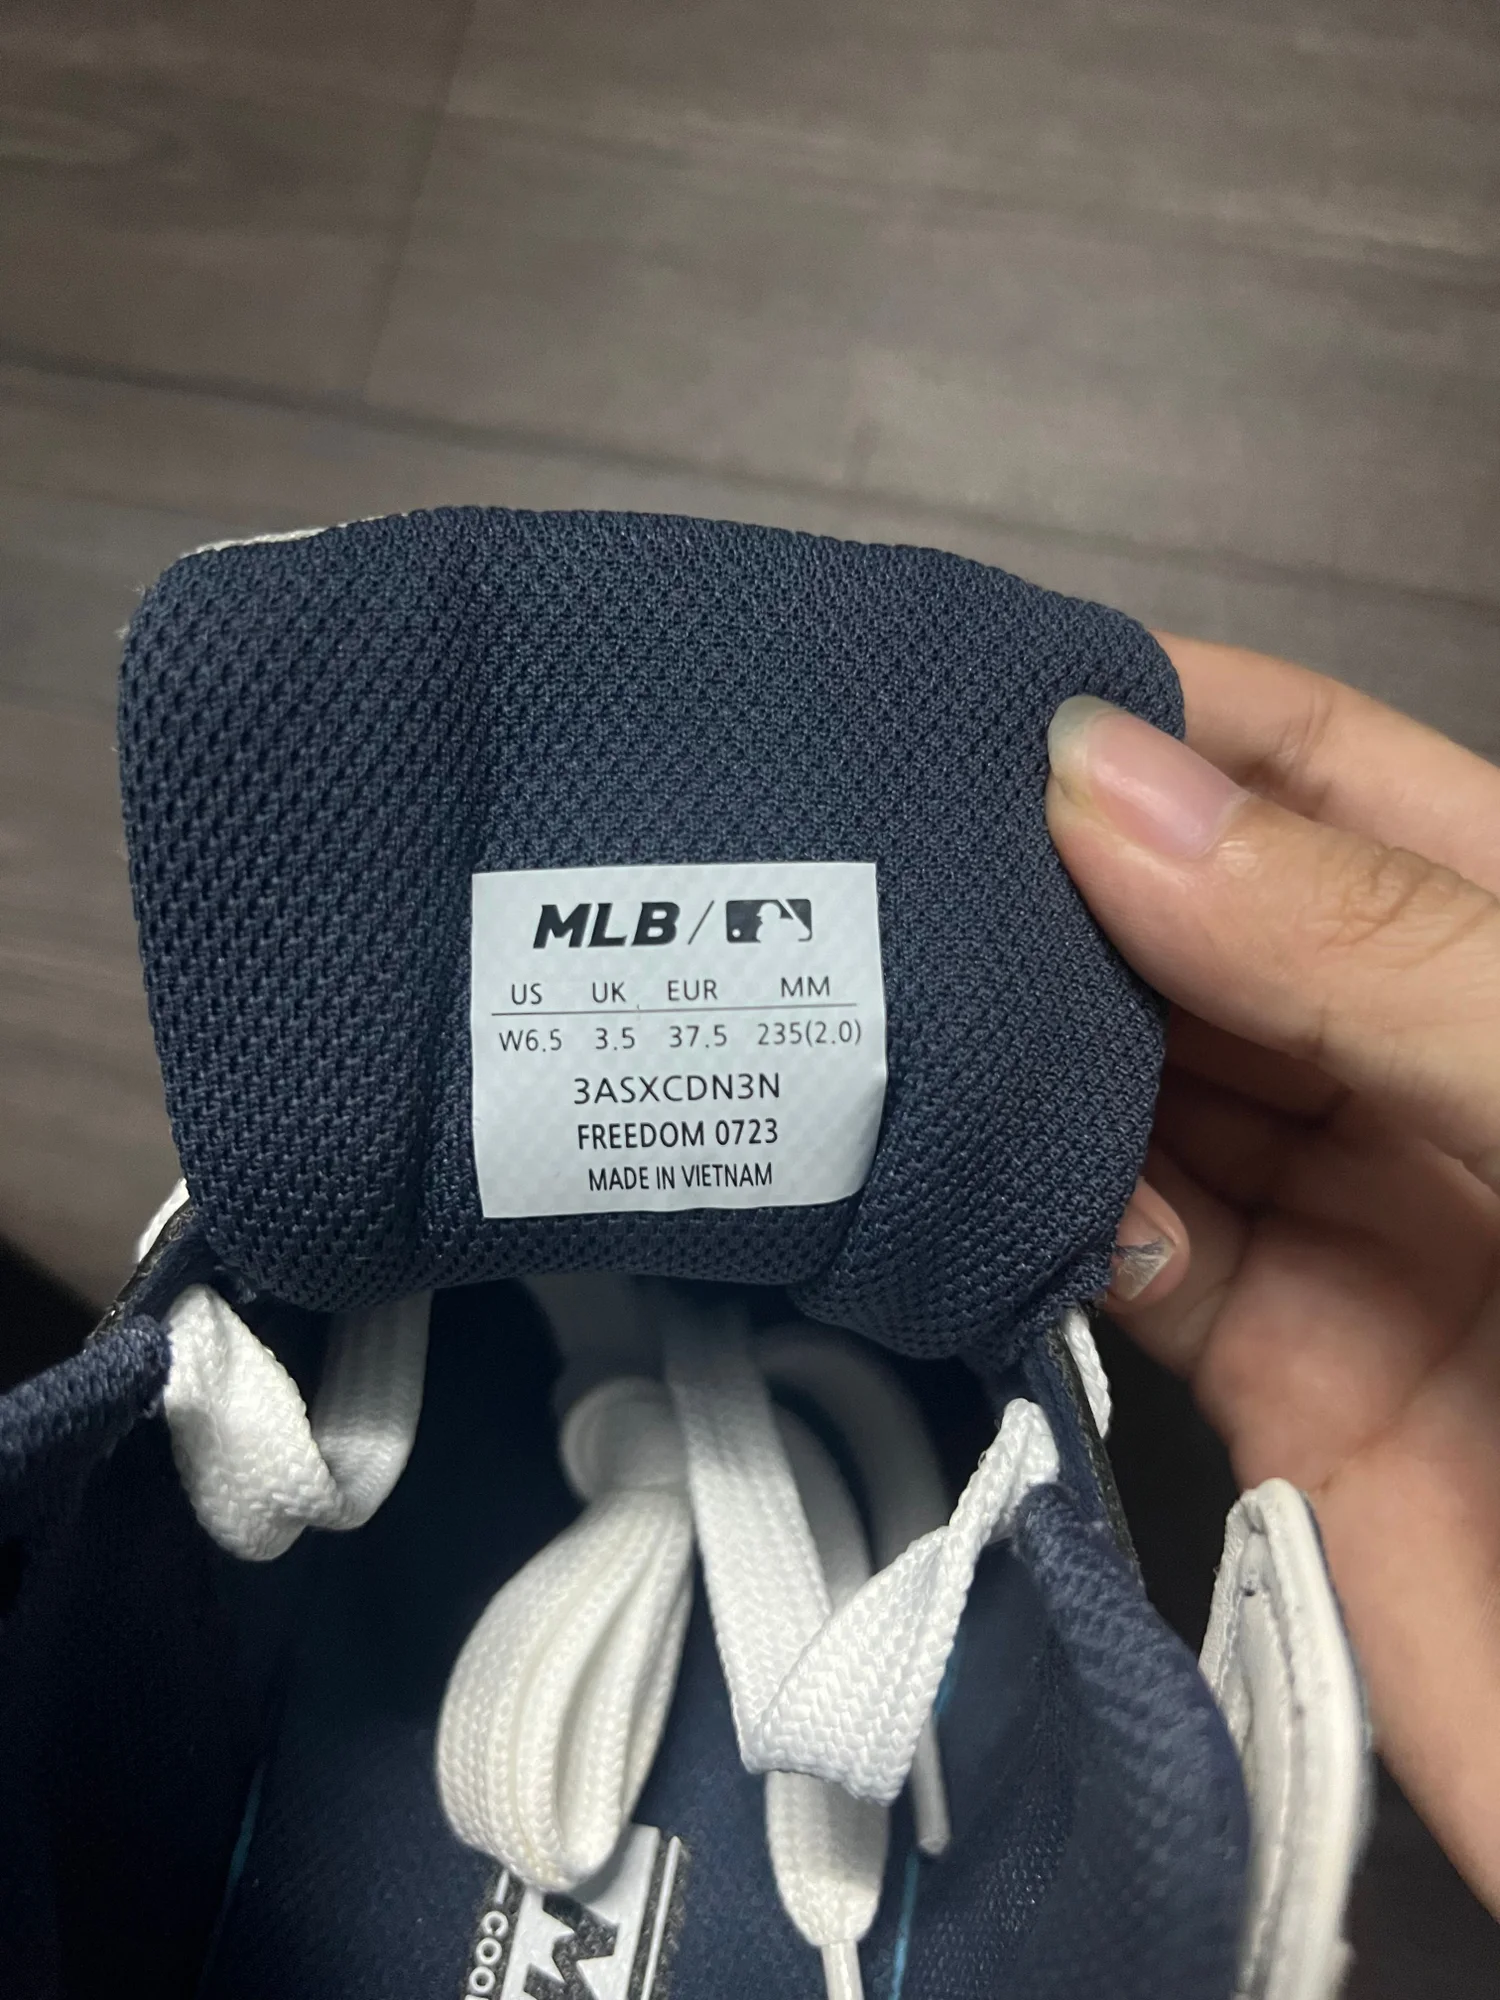 MLB /
US UK EUR MM
W6.5 3.5 37.5 235(2.0)
3ASXCDN3N
FREEDOM 0723
MADE IN VIETNAM